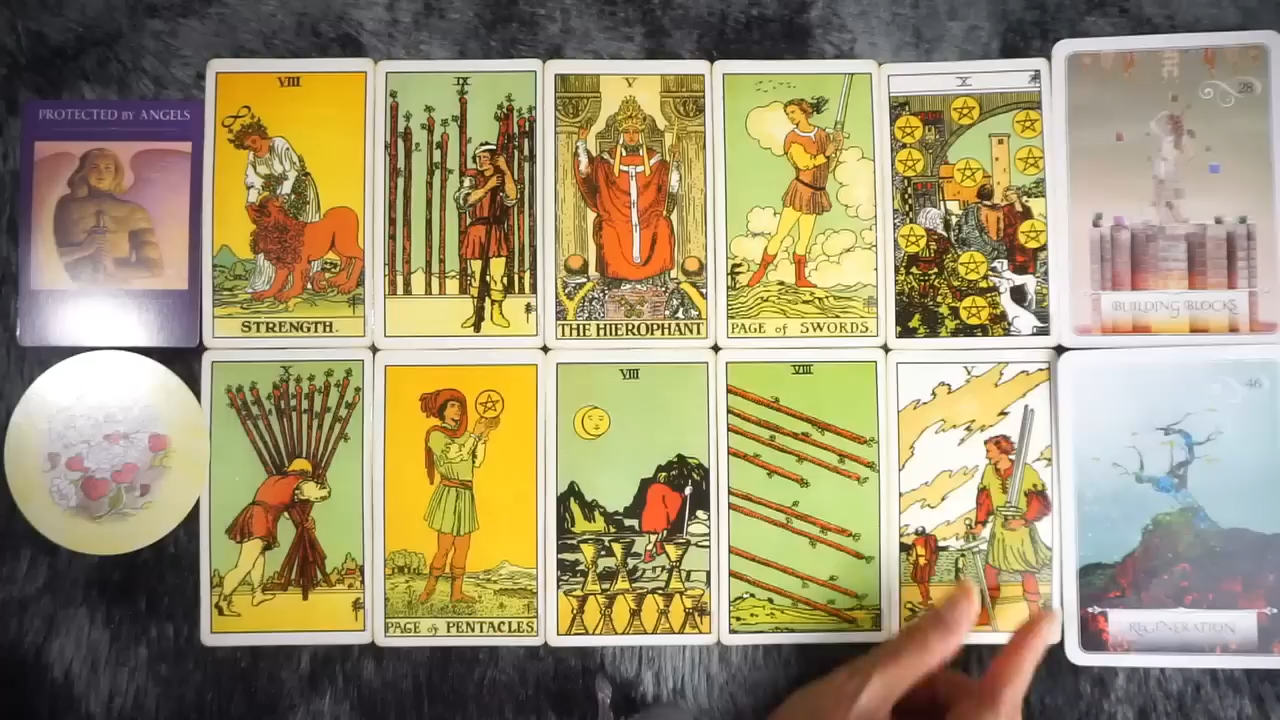 PROTECTED BY ANGELS
VIII
STRENGTH.
IX
V
THE HIEROPHANT
PAGE of SWORDS.
X
28
BUILDING BLOCKS
X
PAGE of PENTACLES
VIII
VIII
46
REGENERATION